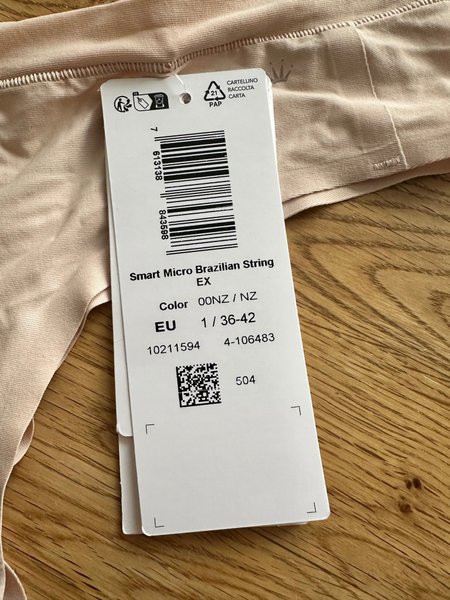 21
PAP
CARTELLINO
RACCOLTA
CARTA
7 613138 843598
Smart Micro Brazilian String
EX
Color 00NZ / NZ
EU 1 / 36-42
10211594 4-106483
504